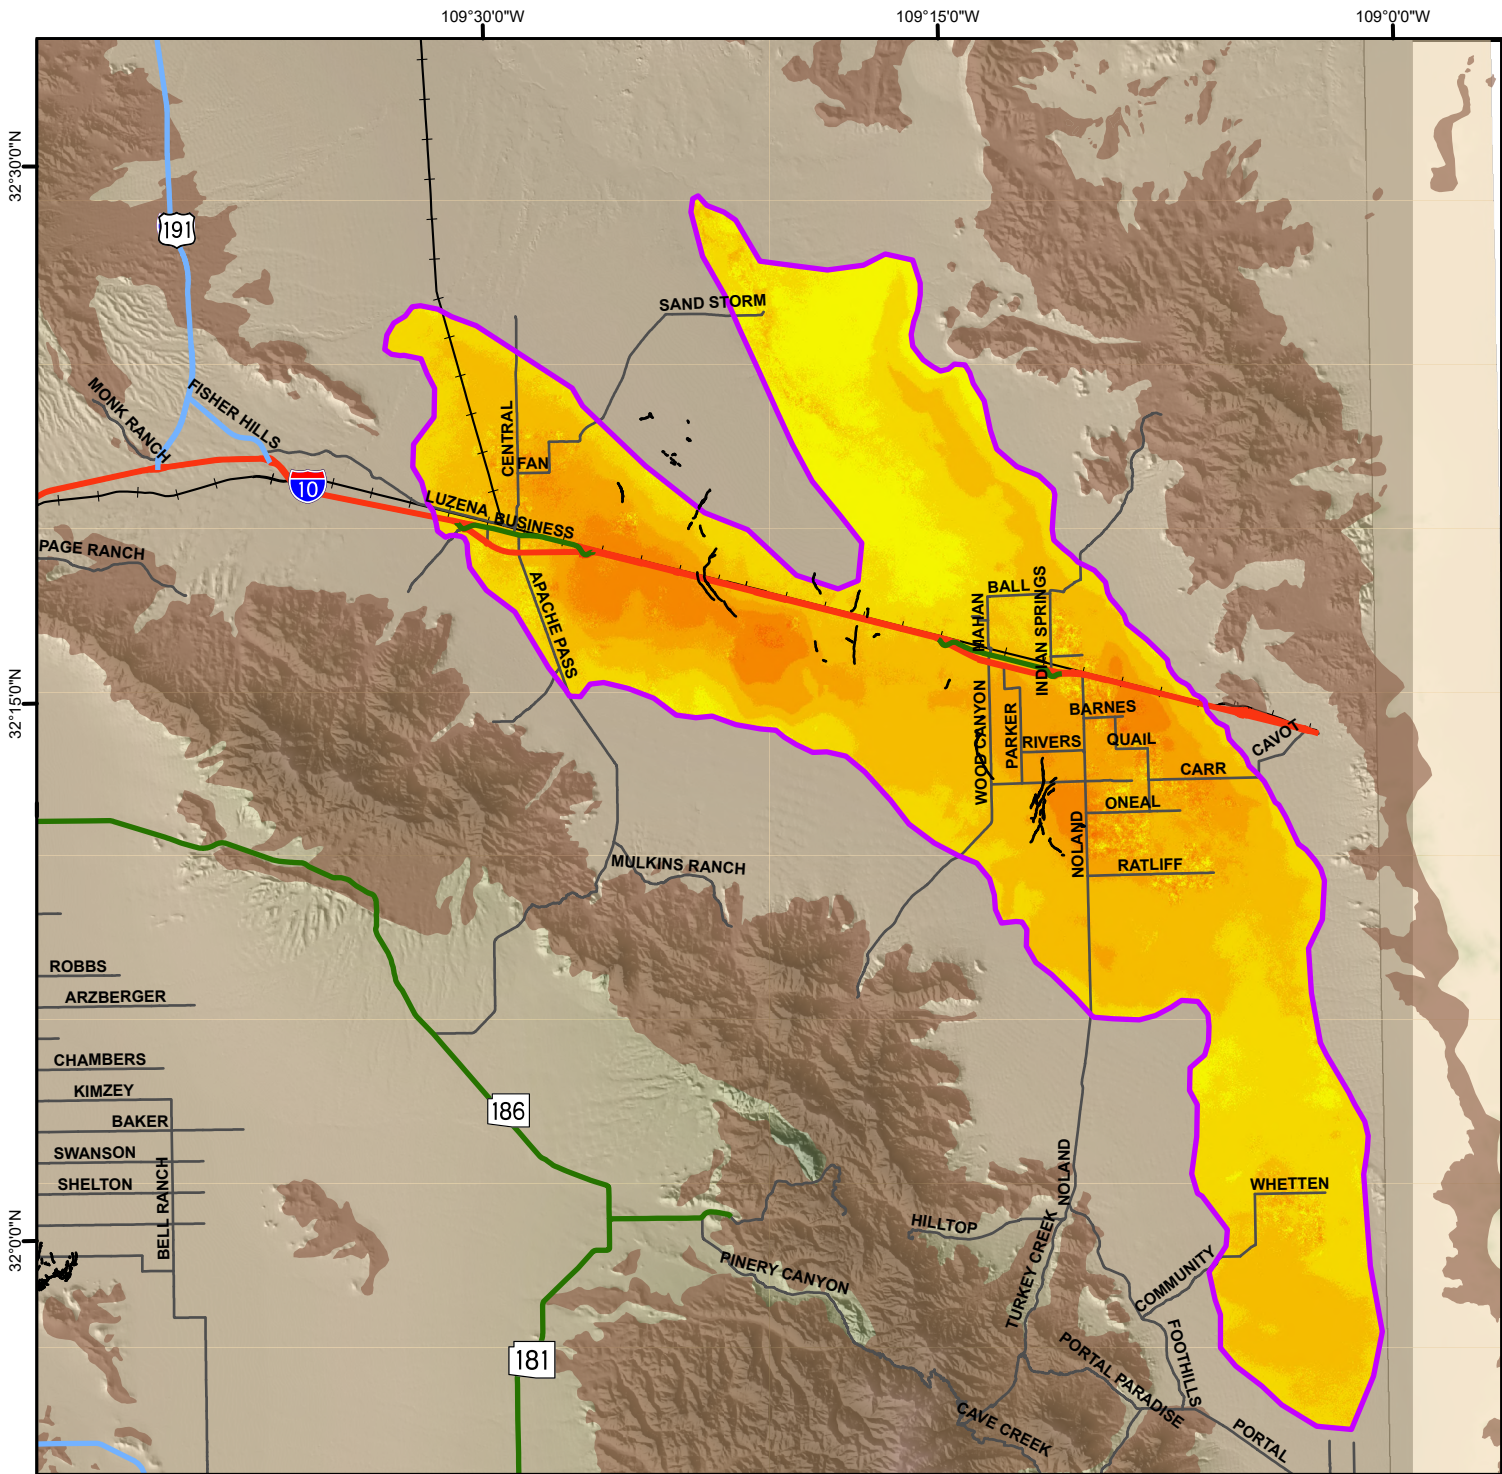 109°30'0"W
109°15'0"W
109°0'0"W
32°30'0"N
32°15'0"N
32°0'0"N
191
SAND STORM
MONK RANCH
FISHER HILLS
CENTRAL
FAN
10
LUZENA BUSINESS
PAGE RANCH
APACHE PASS
BALL
MAHAN
INDIAN SPRINGS
WOOD CANYON
PARKER
BARNES
RIVERS
QUAIL
CAVOT
CARR
ONEAL
NOLAND
RATLIFF
MULKINS RANCH
ROBBS
ARZBERGER
CHAMBERS
KIMZEY
BAKER
SWANSON
SHELTON
BELL RANCH
186
NOLAND
WHETTEN
HILLTOP
TURKEY CREEK
COMMUNITY
PINERY CANYON
FOOTHILLS
181
PORTAL PARADISE
CAVE CREEK
PORTAL